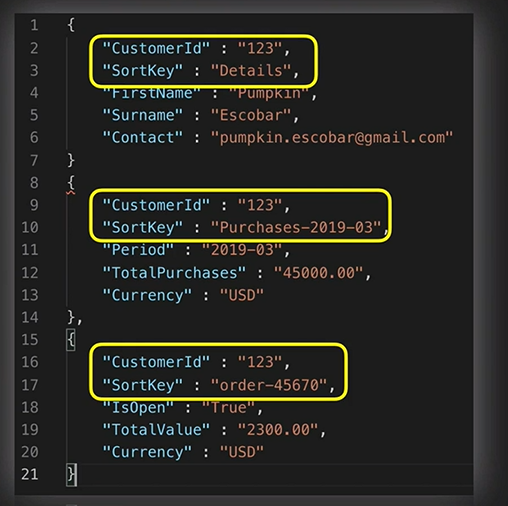 1 {
2 "CustomerId" : "123",
3 "SortKey" : "Details",
4 "FirstName" : "Pumpkin",
5 "Surname" : "Escobar",
6 "Contact" : "pumpkin.escobar@gmail.com"
7 }
8 {
9 "CustomerId" : "123",
10 "SortKey" : "Purchases-2019-03",
11 "Period" : "2019-03",
12 "TotalPurchases" : "45000.00",
13 "Currency" : "USD"
14 },
15 {
16 "CustomerId" : "123",
17 "SortKey" : "order-45670",
18 "IsOpen" : "True",
19 "TotalValue" : "2300.00",
20 "Currency" : "USD"
21 }